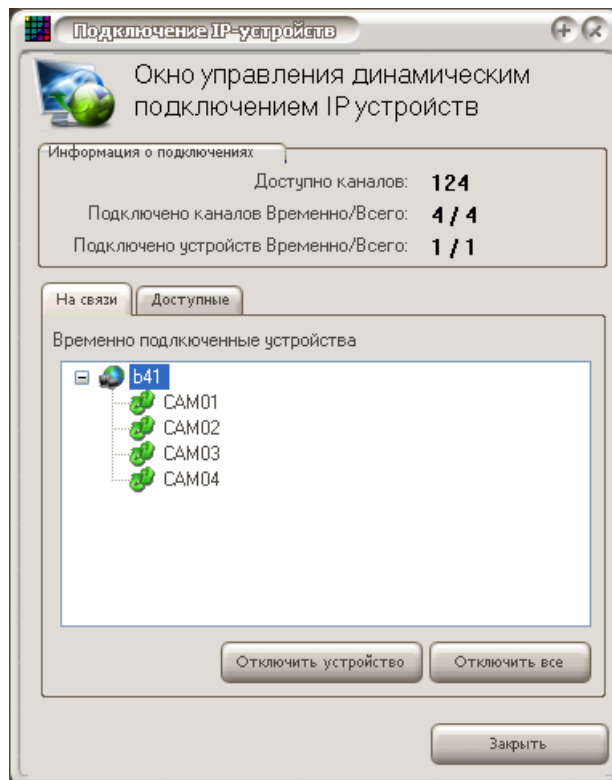 Подключение IP-устройств
Окно управления динамическим
подключением IP устройств
Информация о подключениях
Доступно каналов: 124
Подключено каналов Временно/Всего: 4 / 4
Подключено устройств Временно/Всего: 1 / 1
На связи Доступные
Временно подлкюченные устройства
b41
CAM01
CAM02
CAM03
CAM04
Отключить устройство Отключить все
Закрыть